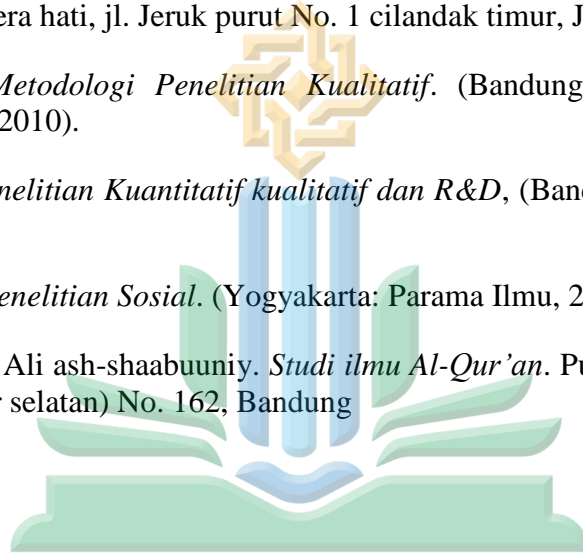 era hati, jl. Jeruk purut No. 1 cilandak timur, J
Metodologi Penelitian Kualitatif. (Bandung
2010).
nelitian Kuantitatif kualitatif dan R&D, (Ban
enelitian Sosial. (Yogyakarta: Parama Ilmu, 2
Ali ash-shaabuuniy. Studi ilmu Al-Qur’an. Pu
r selatan) No. 162, Bandung